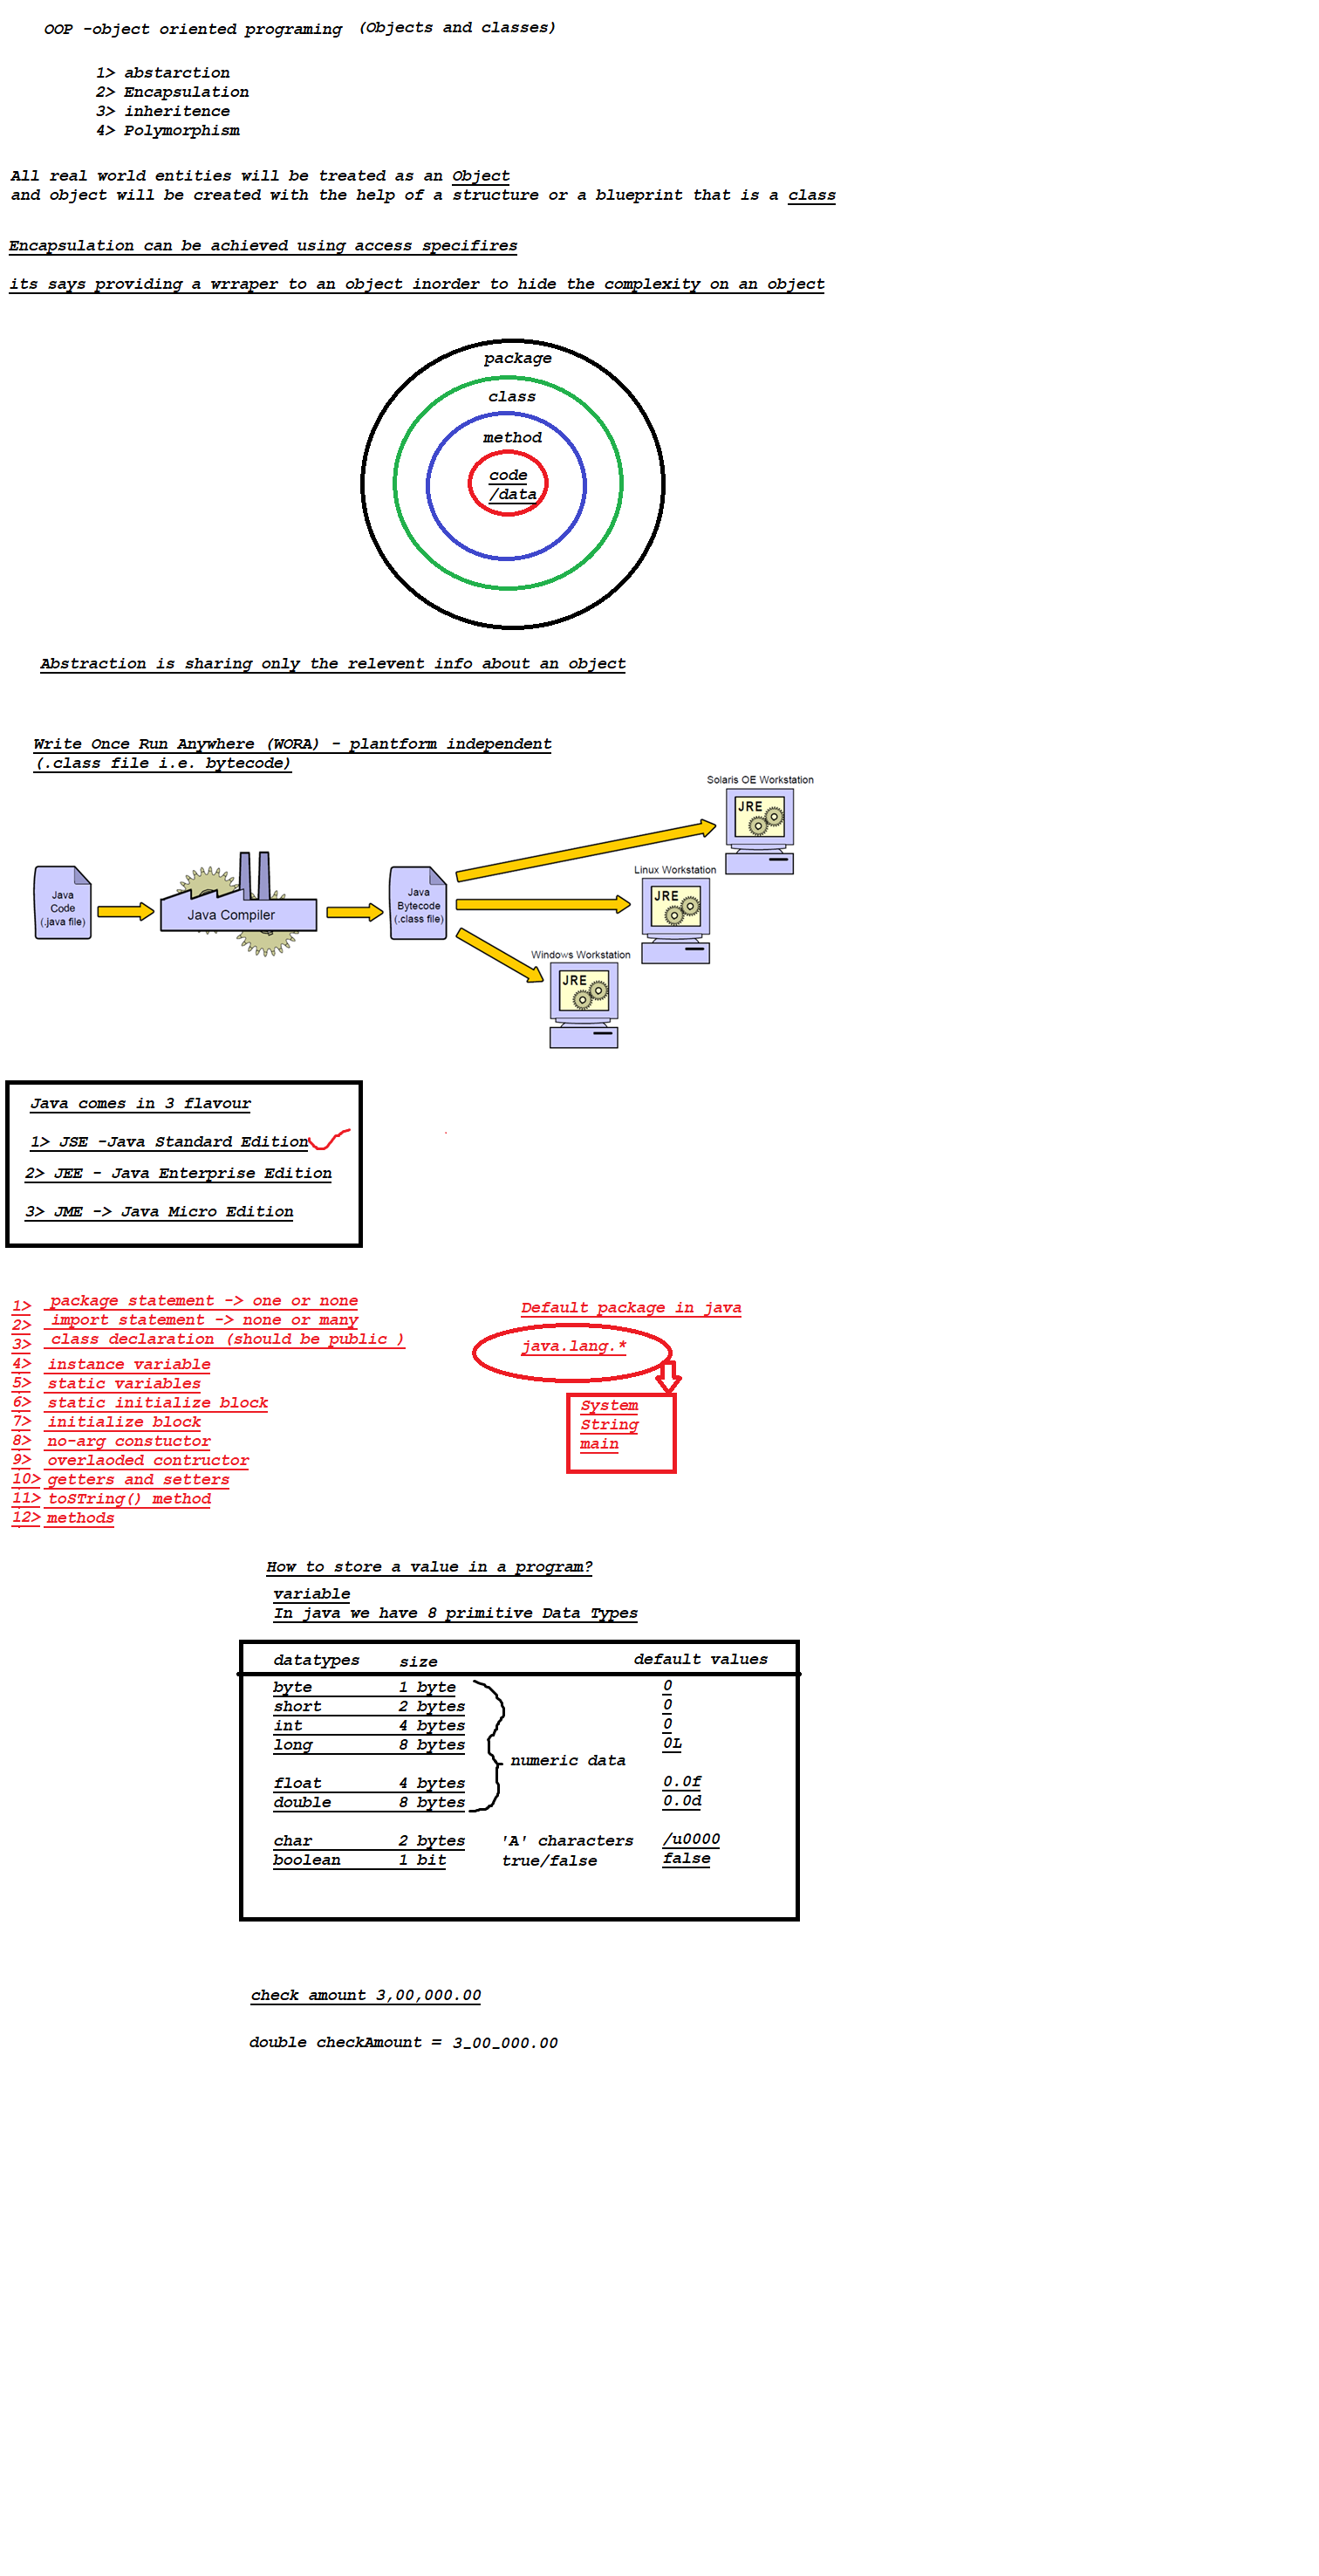 OOP -object oriented programing (Objects and classes)
1> abstarction
2> Encapsulation
3> inheritence
4> Polymorphism
All real world entities will be treated as an Object
and object will be created with the help of a structure or a blueprint that is a class
Encapsulation can be achieved using access specifires
its says providing a wrraper to an object inorder to hide the complexity on an object
package
class
method
code
/data
Abstraction is sharing only the relevent info about an object
Write Once Run Anywhere (WORA) - plantform independent
(.class file i.e. bytecode)
Solaris OE Workstation
JRE
Linux Workstation
JRE
Java
Code
(.java file)
Java Compiler
Java
Bytecode
(.class file)
Windows Workstation
JRE
Java comes in 3 flavour
1> JSE -Java Standard Edition
2> JEE - Java Enterprise Edition
3> JME -> Java Micro Edition
1> package statement -> one or none
2> import statement -> none or many
3> class declaration (should be public )
4> instance variable
5> static variables
6> static initialize block
7> initialize block
8> no-arg constuctor
9> overlaoded contructor
10> getters and setters
11> toSTring() method
12> methods
Default package in java
java.lang.*
System
String
main
How to store a value in a program?
variable
In java we have 8 primitive Data Types
datatypes size default values
byte 1 byte 0
short 2 bytes 0
int 4 bytes 0
long 8 bytes 0L
numeric data
float 4 bytes 0.0f
double 8 bytes 0.0d
char 2 bytes 'A' characters /u0000
boolean 1 bit true/false false
check amount 3,00,000.00
double checkAmount = 3_00_000.00